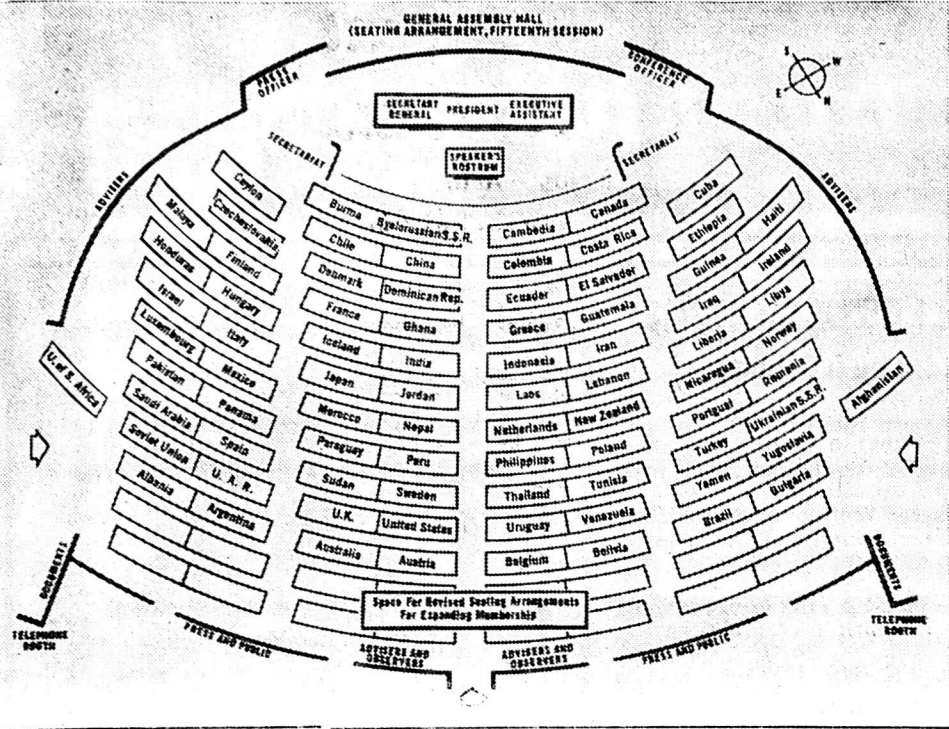 GENERAL ASSEMBLY HALL
(SEATING ARRANGEMENT, FIFTEENTH SESSION)
PRESS OFFICER
CONFERENCE OFFICER
S
W
E
N
SECRETARY GENERAL
PRESIDENT
EXECUTIVE ASSISTANT
SPEAKER'S ROSTRUM
SECRETARIAT
SECRETARIAT
ADVISERS
ADVISERS
Ceylon
Malaya Czechoslovakia
Honduras Finland
Israel Hungary
Luxembourg Italy
Pakistan Mexico
Saudi Arabia Panama
Soviet Union Spain
Albania U. A. R.
Argentina
Burma Byelorussian S.S.R.
Chile China
Denmark Dominican Rep.
France Ghana
Iceland India
Japan Jordan
Morocco Nepal
Paraguay Peru
Sudan Sweden
U.K. United States
Australia Austria
Cambodia Canada
Colombia Costa Rica
Ecuador El Salvador
Greece Guatemala
Indonesia Iran
Laos Lebanon
Netherlands New Zealand
Philippines Poland
Thailand Tunisia
Uruguay Venezuela
Belgium Bolivia
Cuba
Ethiopia Haiti
Guinea Ireland
Iraq Libya
Liberia Norway
Nicaragua Romania
Portugal Ukrainian S.S.R.
Turkey Yugoslavia
Yemen Bulgaria
Brazil
U. of S. Africa
Afghanistan
Space For Revised Seating Arrangements
For Expanding Membership
DOCUMENTS
DOCUMENTS
TELEPHONE BOOTH
TELEPHONE BOOTH
PRESS AND PUBLIC
ADVISERS AND OBSERVERS
ADVISERS AND OBSERVERS
PRESS AND PUBLIC